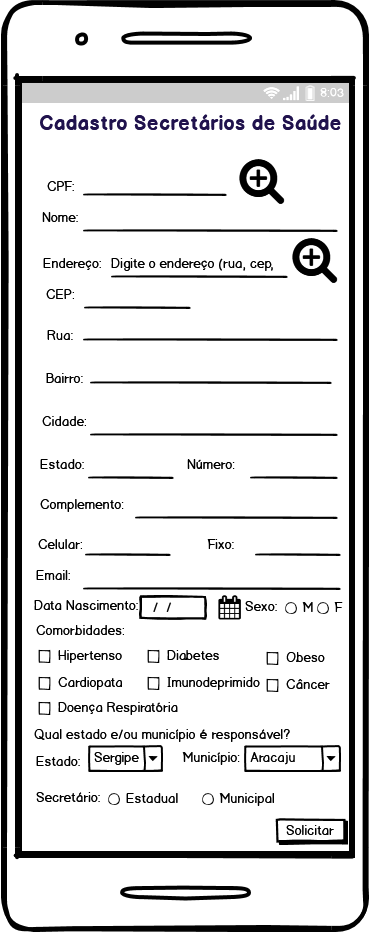 8:03
Cadastro Secretários de Saúde
CPF:
Nome:
Endereço: Digite o endereço (rua, cep,
CEP:
Rua:
Bairro:
Cidade:
Estado: Número:
Complemento:
Celular: Fixo:
Email:
Data Nascimento: / / Sexo: M F
Comorbidades:
Hipertenso Diabetes Obeso
Cardiopata Imunodeprimido Câncer
Doença Respiratória
Qual estado e/ou município é responsável?
Estado: Sergipe Município: Aracaju
Secretário: Estadual Municipal
Solicitar